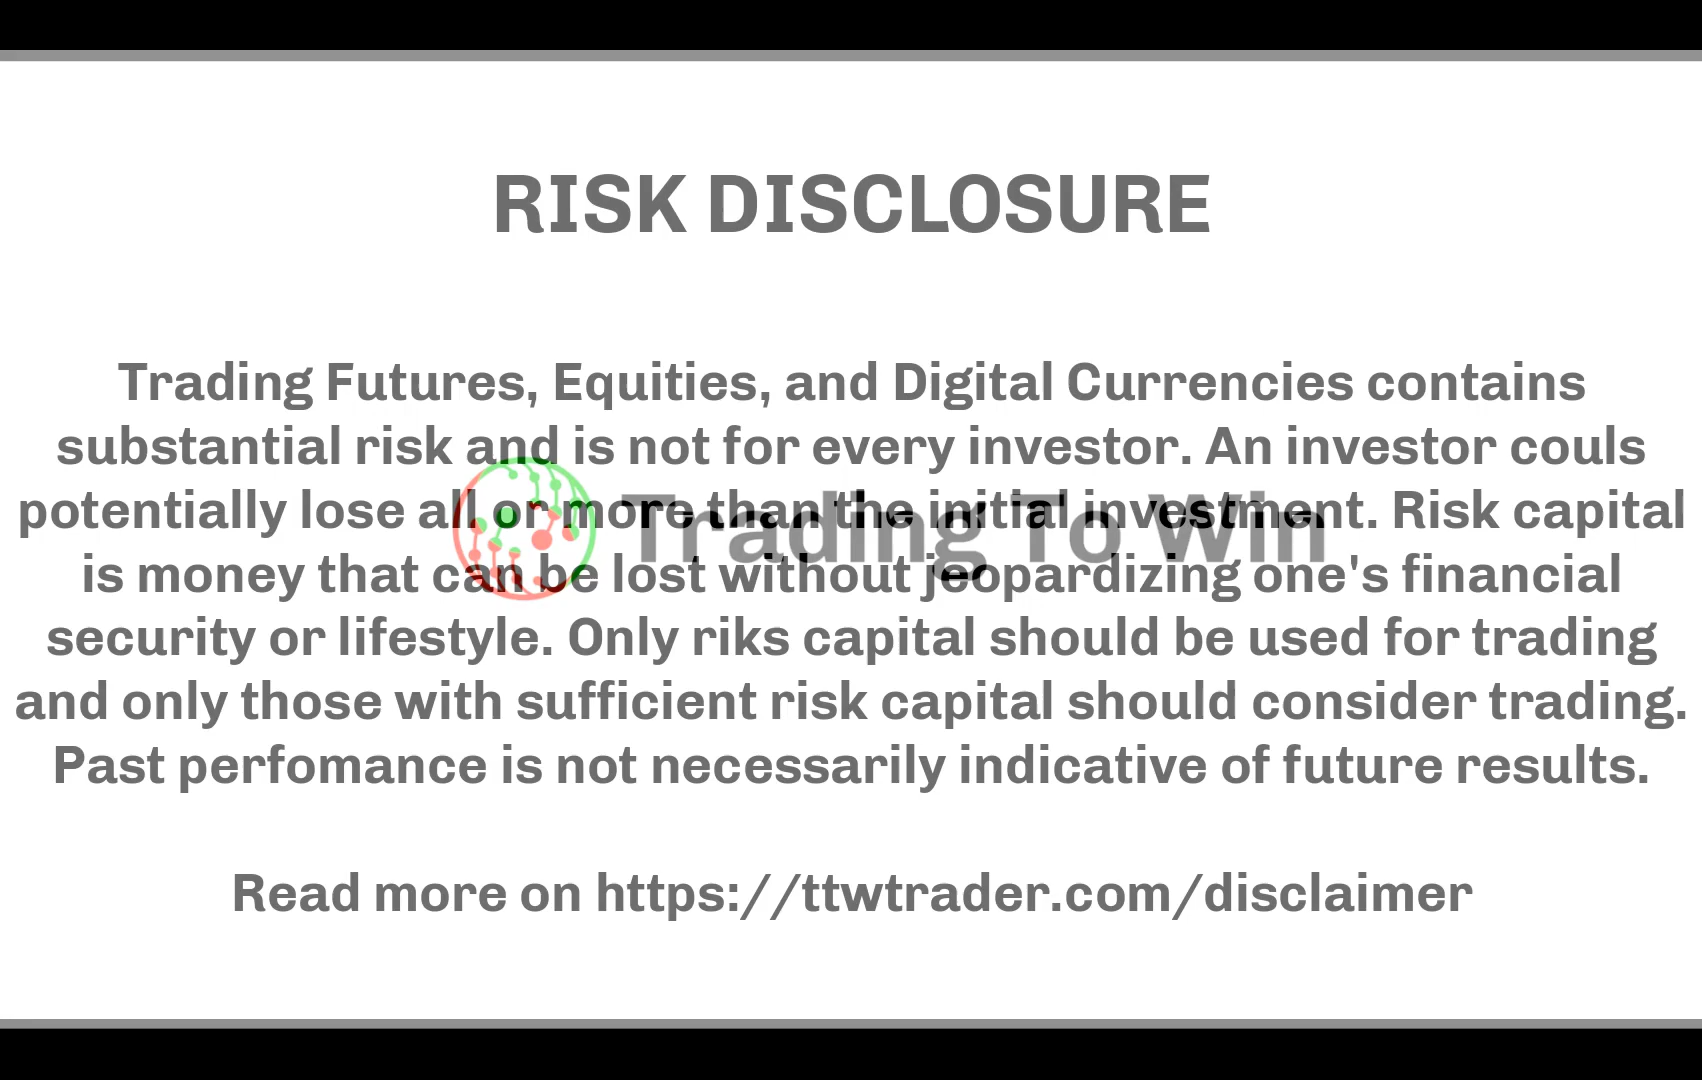 RISK DISCLOSURE
Trading Futures, Equities, and Digital Currencies contains
substantial risk and is not for every investor. An investor couls
potentially lose all or more than the initial investment. Risk capital
Trading To Win
is money that can be lost without jeopardizing one's financial
security or lifestyle. Only riks capital should be used for trading
and only those with sufficient risk capital should consider trading.
Past perfomance is not necessarily indicative of future results.
Read more on https://ttwtrader.com/disclaimer